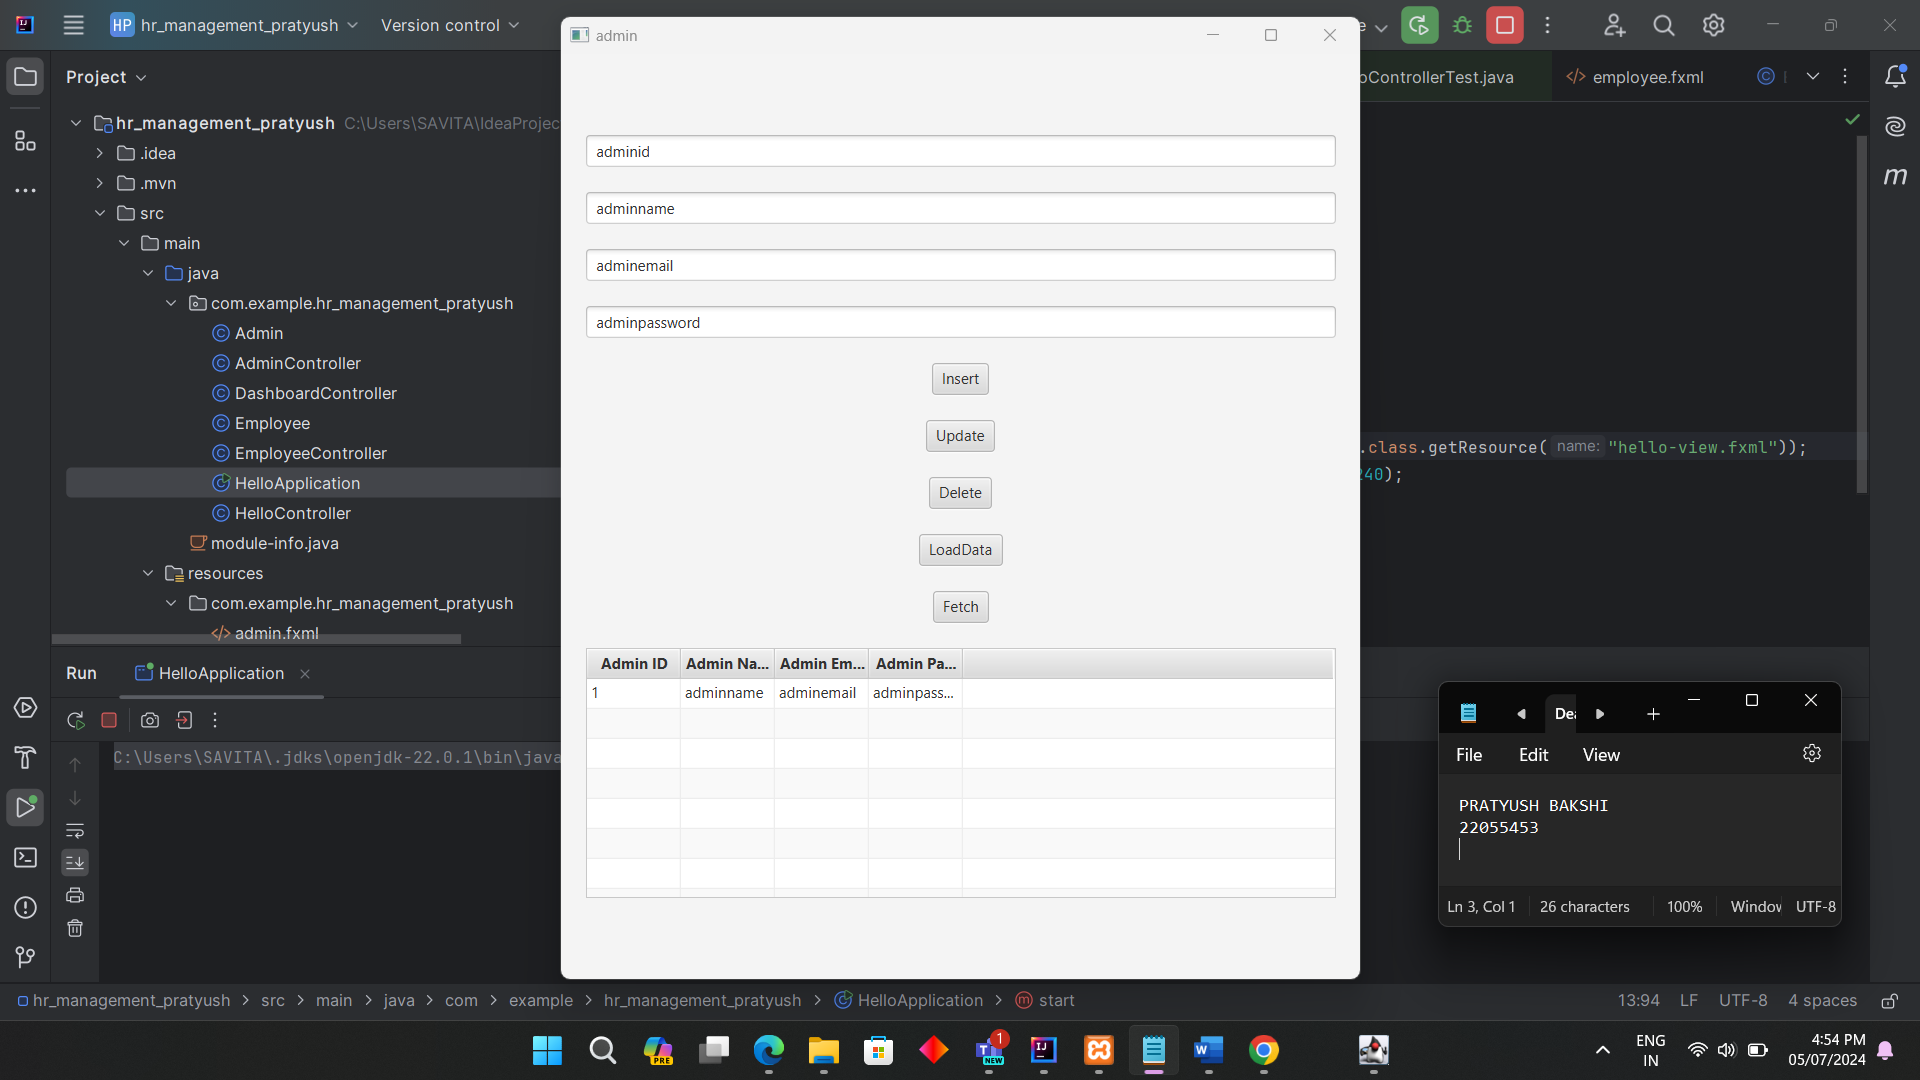 HP hr_management_pratyush Version control
Project
hr_management_pratyush C:\Users\SAVITA\IdeaProjec
.idea
.mvn
src
main
java
com.example.hr_management_pratyush
Admin
AdminController
DashboardController
Employee
EmployeeController
HelloApplication
HelloController
module-info.java
resources
com.example.hr_management_pratyush
admin.fxml
Run HelloApplication
C:\Users\SAVITA\.jdks\openjdk-22.0.1\bin\java
admin
adminid
adminname
adminemail
adminpassword
Insert
Update
Delete
LoadData
Fetch
Admin ID Admin Na... Admin Em... Admin Pa...
1 adminname adminemail adminpass...
oControllerTest.java employee.fxml
.class.getResource( name: "hello-view.fxml"));
240);
m
Dea
File Edit View
PRATYUSH BAKSHI
22055453
Ln 3, Col 1 26 characters 100% Window UTF-8
hr_management_pratyush > src > main > java > com > example > hr_management_pratyush > HelloApplication > start
13:94 LF UTF-8 4 spaces
PRE
1
NEW
ENG
IN
4:54 PM
05/07/2024